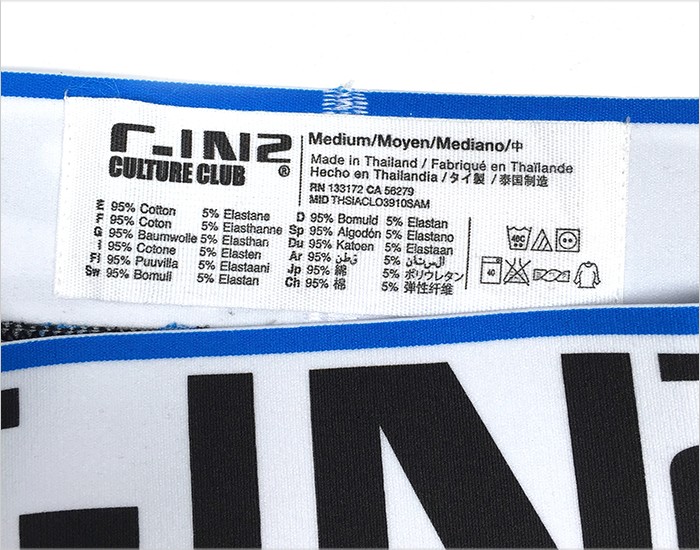 C-IN2
CULTURE CLUB®
Medium/Moyen/Mediano/中
Made in Thailand / Fabriqué en Thaïlande
Hecho en Thailandia / タイ製 / 泰国制造
RN 133172 CA 56279
MID THSIACLO3910SAM
E 95% Cotton 5% Elastane
F 95% Coton 5% Elasthanne
G 95% Baumwolle 5% Elasthan
I 95% Cotone 5% Elasten
Fi 95% Puuvilla 5% Elastaani
Sw 95% Bomull 5% Elastan
D 95% Bomuld 5% Elastan
Sp 95% Algodón 5% Elastano
Du 95% Katoen 5% Elastaan
Ar 95% قطن 5%
Jp 95% 綿 5% ポリウレタン
Ch 95% 棉 5% 弹性纤维
40C
40
-IN2